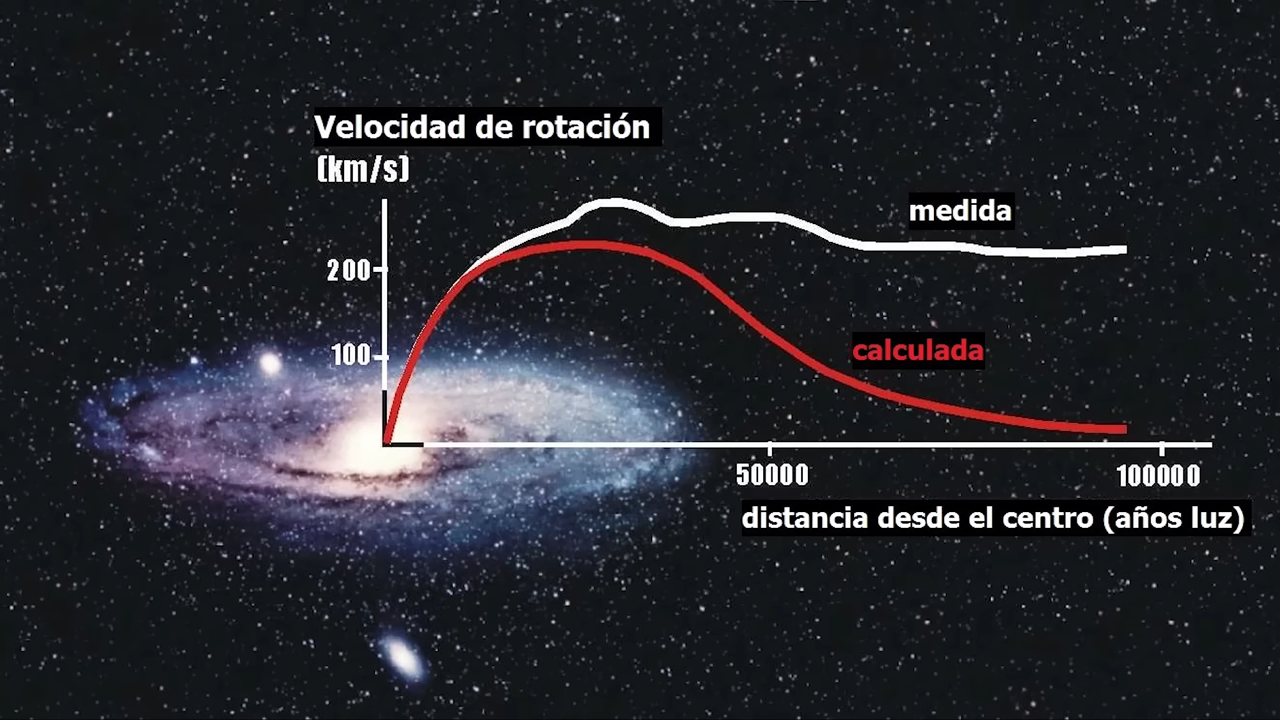 Velocidad de rotación
(km/s)
medida
200
calculada
100
50000
100000
distancia desde el centro (años luz)